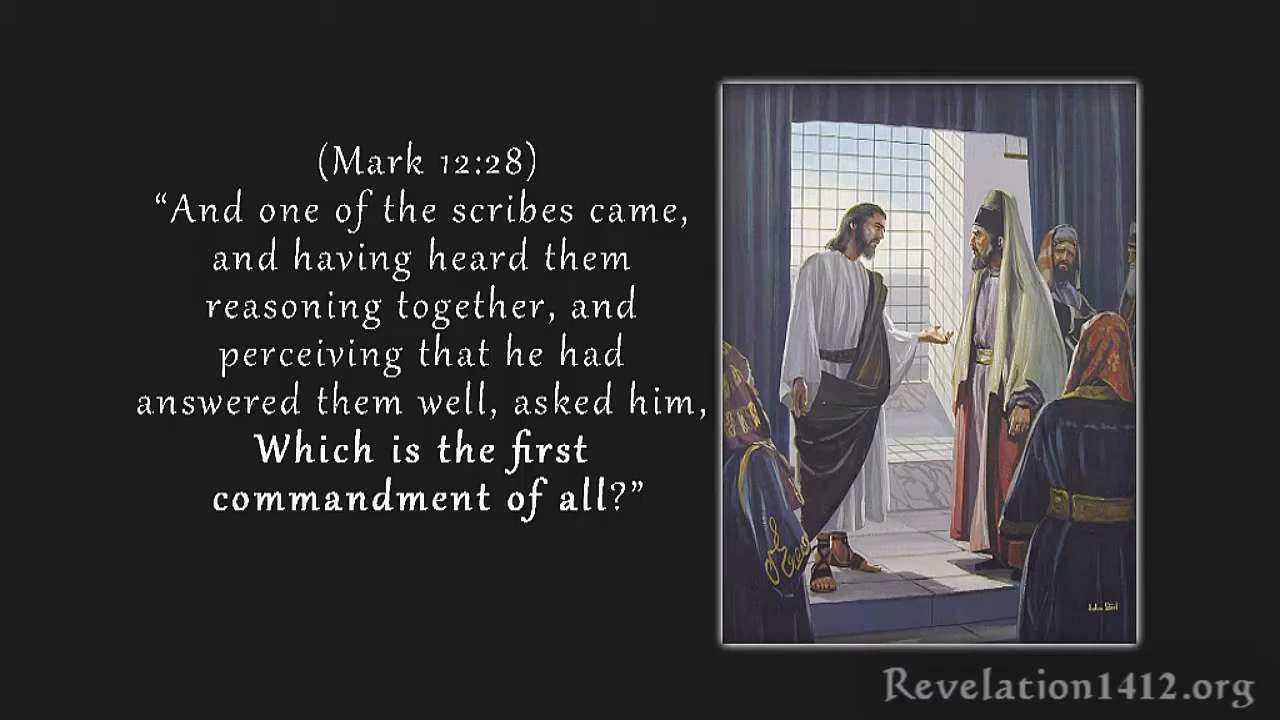 (Mark 12:28)
“And one of the scribes came,
and having heard them
reasoning together, and
perceiving that he had
answered them well, asked him,
Which is the first
commandment of all?”
Revelation1412.org